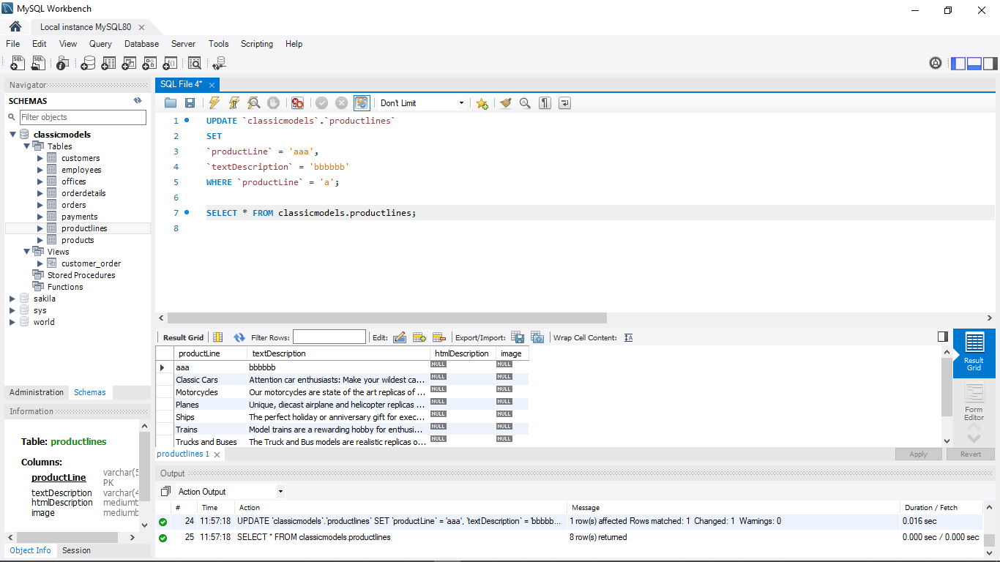 MySQL Workbench
Local instance MySQL80
File Edit View Query Database Server Tools Scripting Help
Navigator
SCHEMAS
Filter objects
classicmodels
Tables
customers
employees
offices
orderdetails
orders
payments
productlines
products
Views
customer_order
Stored Procedures
Functions
sakila
sys
world
Administration Schemas
Information
Table: productlines
Columns:
productLine varchar(5
PK
textDescription varchar(4
htmlDescription mediumt
image mediumb
Object Info Session
SQL File 4*
Don't Limit
1 UPDATE `classicmodels`.`productlines`
2 SET
3 `productLine` = 'aaa',
4 `textDescription` = 'bbbbbb'
5 WHERE `productLine` = 'a';
6
7 SELECT * FROM classicmodels.productlines;
8
Result Grid Filter Rows: Edit: Export/Import: Wrap Cell Content:
productLine textDescription htmlDescription image
aaa bbbbbb NULL NULL
Classic Cars Attention car enthusiasts: Make your wildest ca... NULL NULL
Motorcycles Our motorcycles are state of the art replicas of ... NULL NULL
Planes Unique, diecast airplane and helicopter replicas ... NULL NULL
Ships The perfect holiday or anniversary gift for exec... NULL NULL
Trains Model trains are a rewarding hobby for enthusi... NULL NULL
Trucks and Buses The Truck and Bus models are realistic replicas o... NULL NULL
Result
Grid
Form
Editor
productlines 1
Apply Revert
Output
Action Output
# Time Action Message Duration / Fetch
24 11:57:18 UPDATE `classicmodels`.`productlines` SET `productLine` = 'aaa', `textDescription` = 'bbbbb... 1 row(s) affected Rows matched: 1 Changed: 1 Warnings: 0 0.016 sec
25 11:57:18 SELECT * FROM classicmodels.productlines 8 row(s) returned 0.000 sec / 0.000 sec